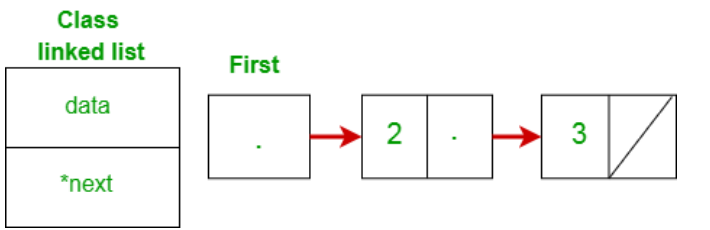 Class
linked list
data
*next
First
.
2
.
3